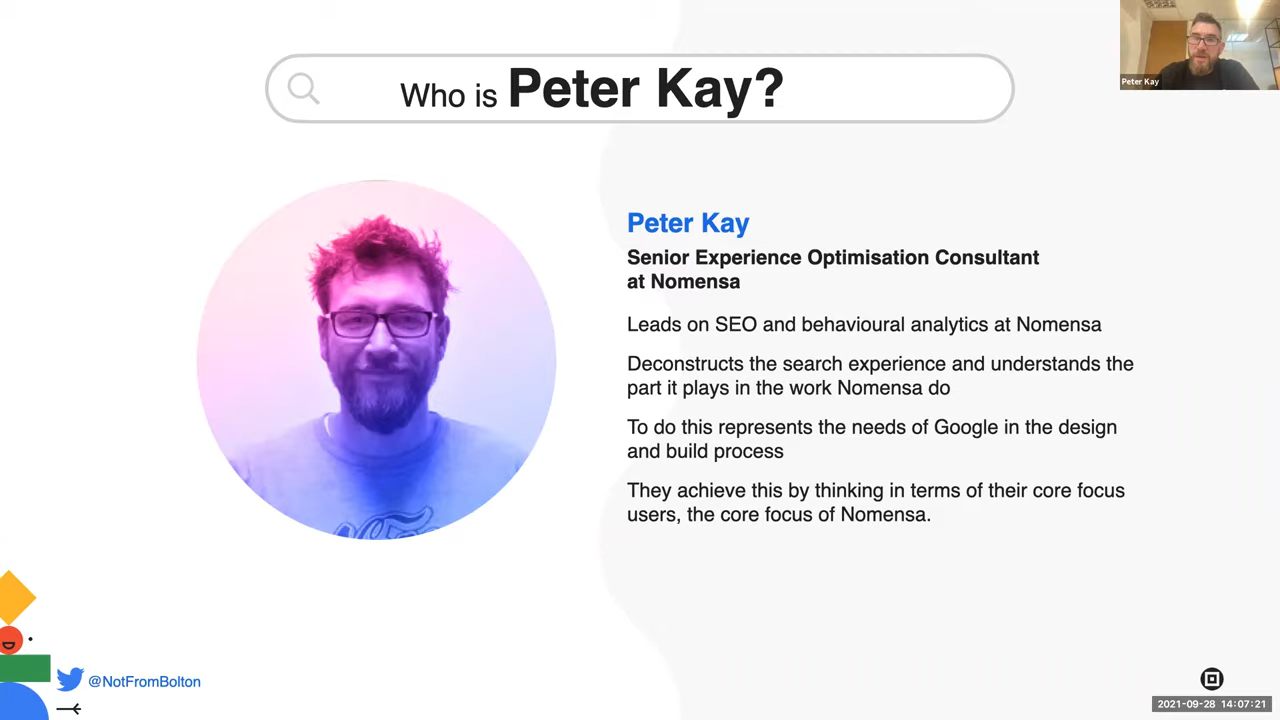 Who is Peter Kay?
Peter Kay
Peter Kay
Senior Experience Optimisation Consultant
at Nomensa
Leads on SEO and behavioural analytics at Nomensa
Deconstructs the search experience and understands the
part it plays in the work Nomensa do
To do this represents the needs of Google in the design
and build process
They achieve this by thinking in terms of their core focus
users, the core focus of Nomensa.
@NotFromBolton
2021-09-28 14:07:21